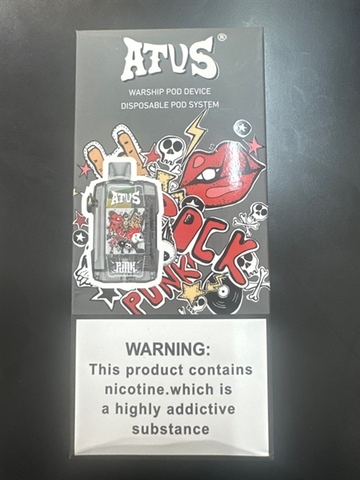 ATUS®
WARSHIP POD DEVICE
DISPOSABLE POD SYSTEM
ATUS
PUNK
ROCK
PUNK
WARNING:
This product contains
nicotine.which is
a highly addictive
substance